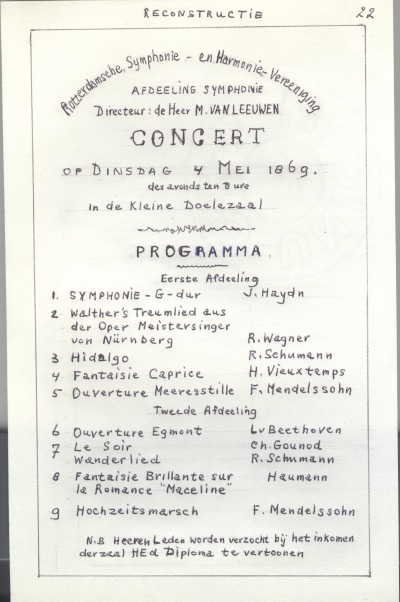 RECONSTRUCTIE 22
Rotterdamsche, Symphonie - en Harmonie - Vereeniging
AFDEELING SYMPHONIE
Directeur : de Heer M. VAN LEEUWEN
CONCERT
OP DINSDAG 4 MEI 1869.
des avonds ten 8 ure
in de Kleine Doelezaal
PROGRAMMA.
Eerste Afdeeling
1. SYMPHONIE - G-dur J. Haydn
2 Walther's Traumlied aus
der Oper Meistersinger
von Nürnberg R. Wagner
3 Hidalgo R. Schumann
4 Fantaisie Caprice H. Vieuxtemps
5 Ouverture Meeresstille F. Mendelssohn
Tweede Afdeeling
6 Ouverture Egmont L v Beethoven
7 Le Soir Ch. Gounod
Wanderlied R. Schumann
8 Fantaisie Brillante sur Haumann
la Romance "Maceline"
9 Hochzeitsmarsch F. Mendelssohn
N.B Heeren Leden worden verzocht bij het inkomen
der zaal HEd Diploma te vertoonen